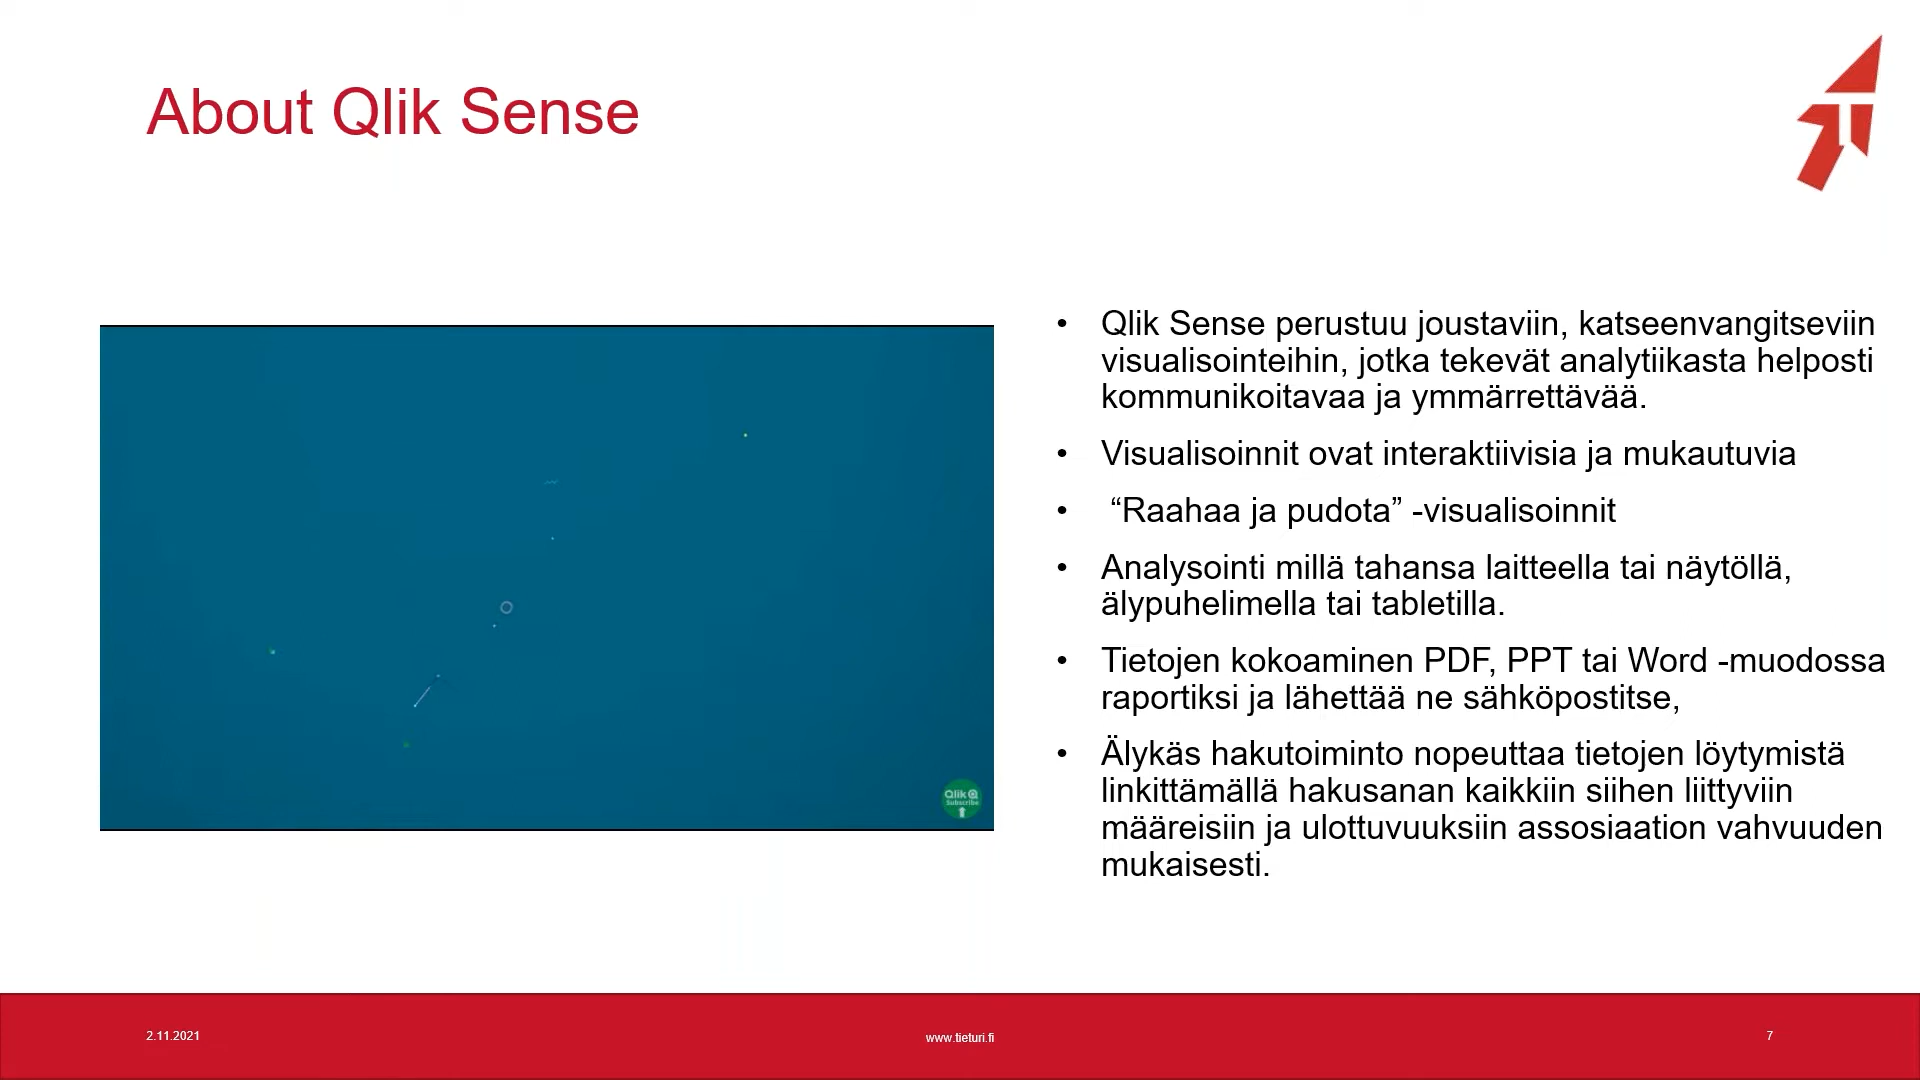 About Qlik Sense
• Qlik Sense perustuu joustaviin, katseenvangitseviin
visualisointeihin, jotka tekevät analytiikasta helposti
kommunikoitavaa ja ymmärrettävää.
• Visualisoinnit ovat interaktiivisia ja mukautuvia
• “Raahaa ja pudota” -visualisoinnit
• Analysointi millä tahansa laitteella tai näytöllä,
älypuhelimella tai tabletilla.
• Tietojen kokoaminen PDF, PPT tai Word -muodossa
raportiksi ja lähettää ne sähköpostitse,
• Älykäs hakutoiminto nopeuttaa tietojen löytymistä
linkittämällä hakusanan kaikkiin siihen liittyviin
määreisiin ja ulottuvuuksiin assosiaation vahvuuden
mukaisesti.
Qlik
Subscribe
2.11.2021
www.tieturi.fi
7